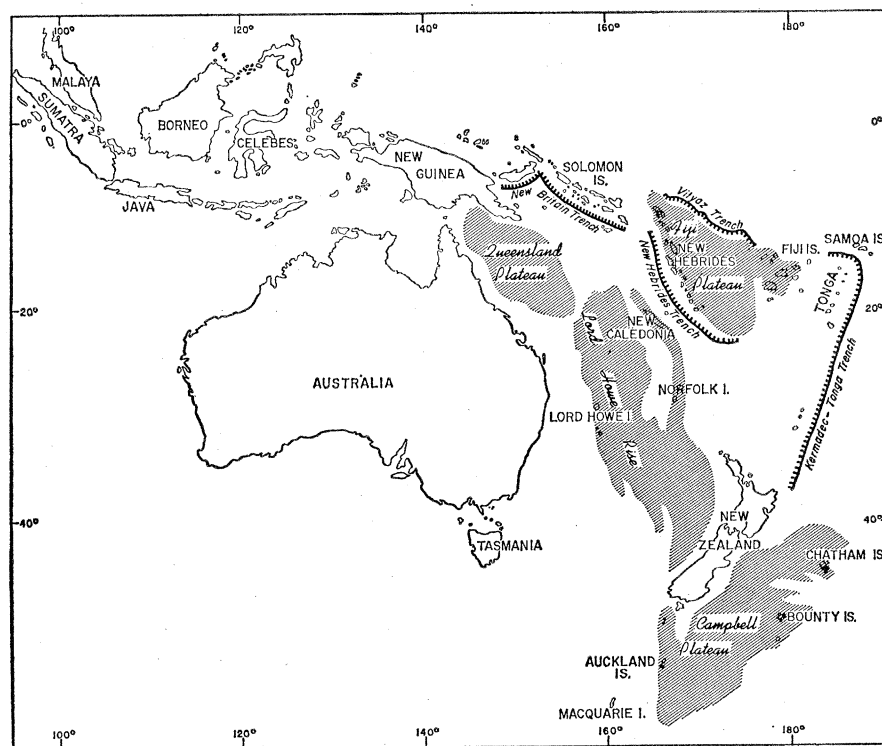 100° 120° 140° 160° 180°
MALAYA
SUMATRA
BORNEO
CELEBES
0° 0°
NEW
GUINEA
SOLOMON
IS.
JAVA
New
Britain Trench
Vityaz Trench
Fiji
NEW
HEBRIDES
Plateau
FIJI IS.
SAMOA IS
Queensland
Plateau
New Hebrides Trench
TONGA
20° 20°
Lord
Howe
Rise
NEW
CALEDONIA
AUSTRALIA
NORFOLK I.
LORD HOWE I.
Kermadec-Tonga Trench
40° 40°
TASMANIA
NEW
ZEALAND
CHATHAM IS
Campbell
Plateau
BOUNTY IS.
AUCKLAND
IS.
MACQUARIE I.
100° 120° 140° 160° 180°